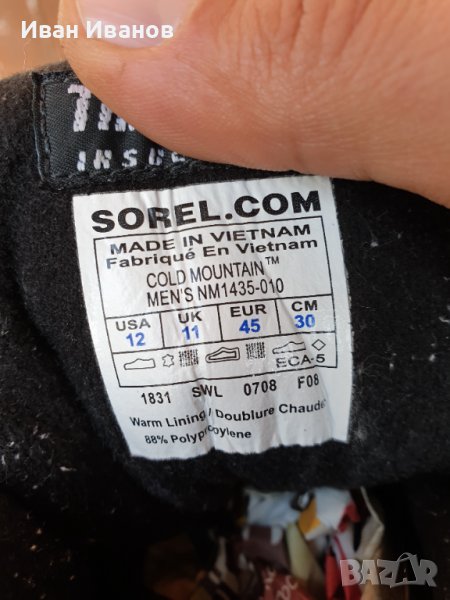 Иван Иванов
SOREL.COM
MADE IN VIETNAM
Fabriqué En Vietnam
COLD MOUNTAIN™
MEN'S NM1435-010
USA UK EUR CM
12 11 45 30
ECA-5
1831 SWL 0708 F08
Warm Lining / Doublure Chaude
88% Polypropylene
BAZAR